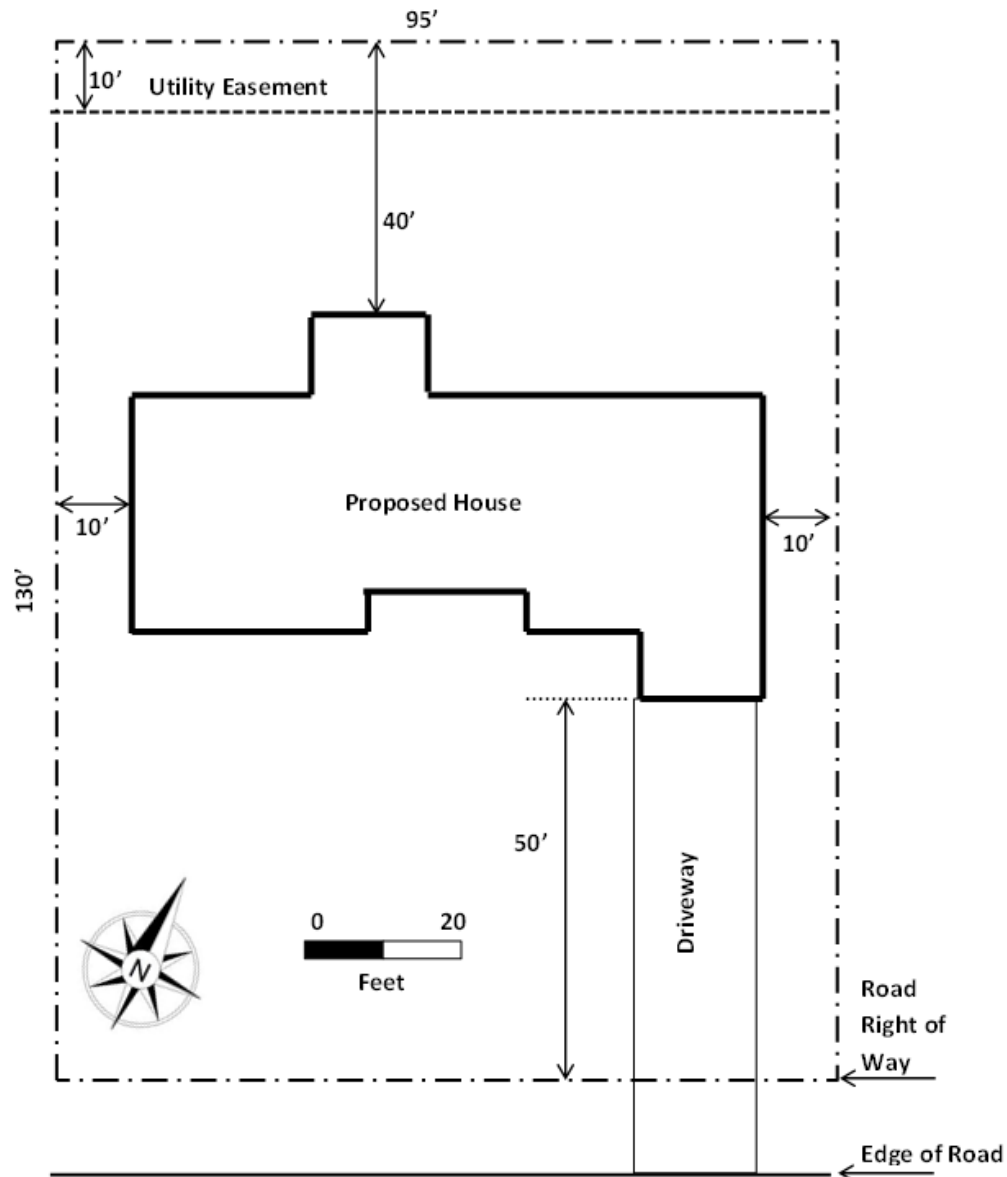 95’
10’
Utility Easement
40’
Proposed House
10’
10’
130’
50’
Driveway
N
0 20
Feet
Road
Right of
Way
Edge of Road